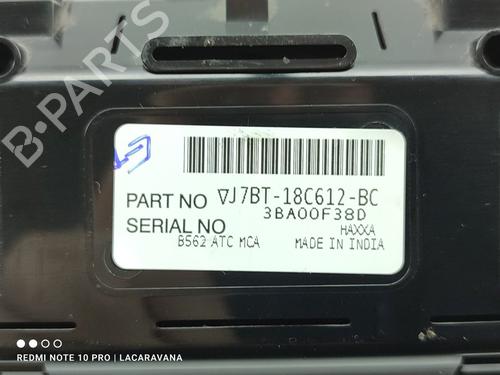 B-PARTS
PART NO ∇J7BT-18C612-BC
SERIAL NO 3BA00F38D
HAXXA
B562 ATC MCA MADE IN INDIA
REDMI NOTE 10 PRO | LACARAVANA